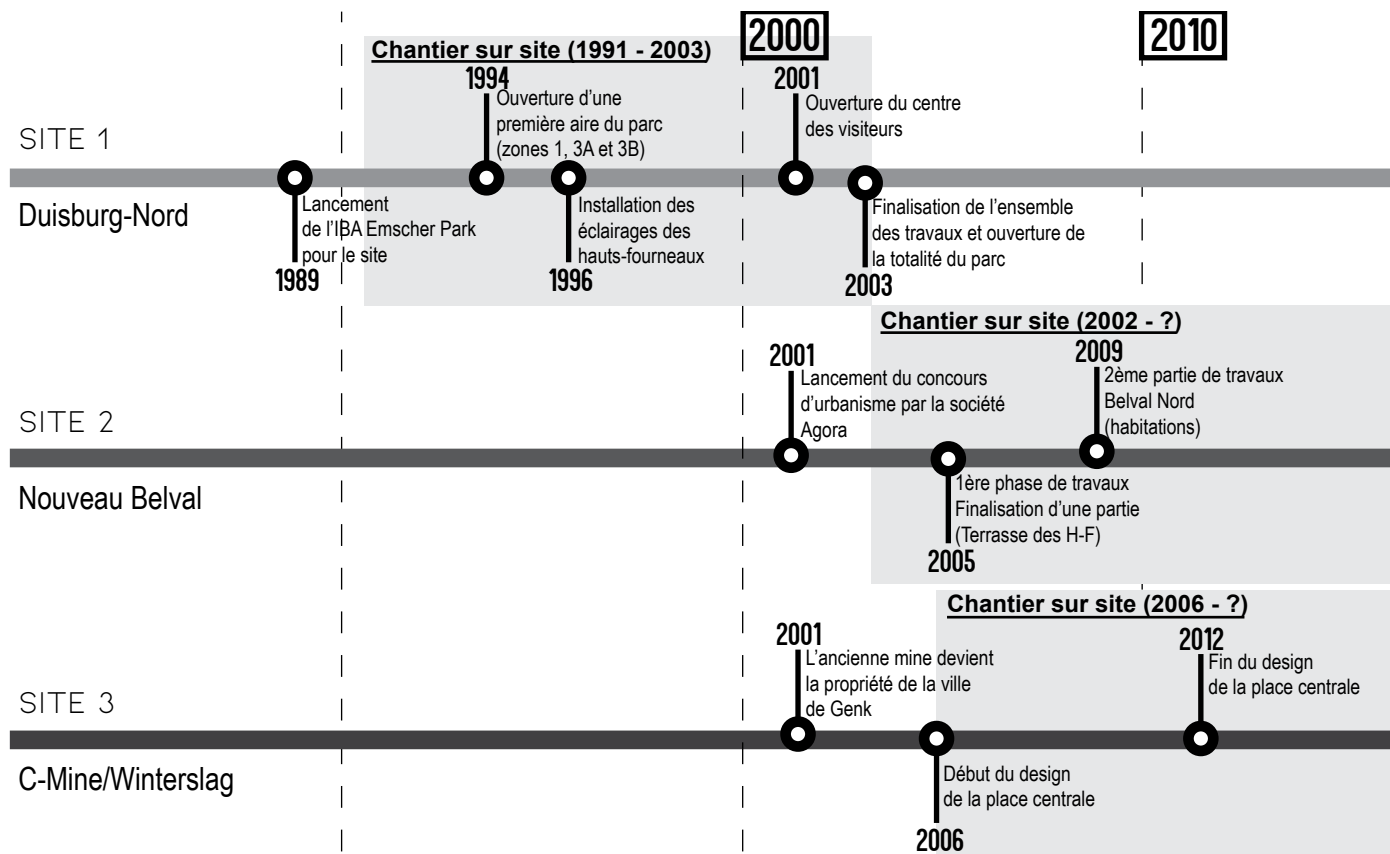 2000
2010
Chantier sur site (1991 - 2003)
1994
Ouverture d'une
première aire du parc
(zones 1, 3A et 3B)
2001
Ouverture du centre
des visiteurs
SITE 1
Duisburg-Nord
Lancement
de l'IBA Emscher Park
pour le site
1989
Installation des
éclairages des
hauts-fourneaux
1996
Finalisation de l'ensemble
des travaux et ouverture de
la totalité du parc
2003
Chantier sur site (2002 - ?)
2001
Lancement du concours
d'urbanisme par la société
Agora
2009
2ème partie de travaux
Belval Nord
(habitations)
SITE 2
Nouveau Belval
1ère phase de travaux
Finalisation d'une partie
(Terrasse des H-F)
2005
Chantier sur site (2006 - ?)
2001
L'ancienne mine devient
la propriété de la ville
de Genk
2012
Fin du design
de la place centrale
SITE 3
C-Mine/Winterslag
Début du design
de la place centrale
2006